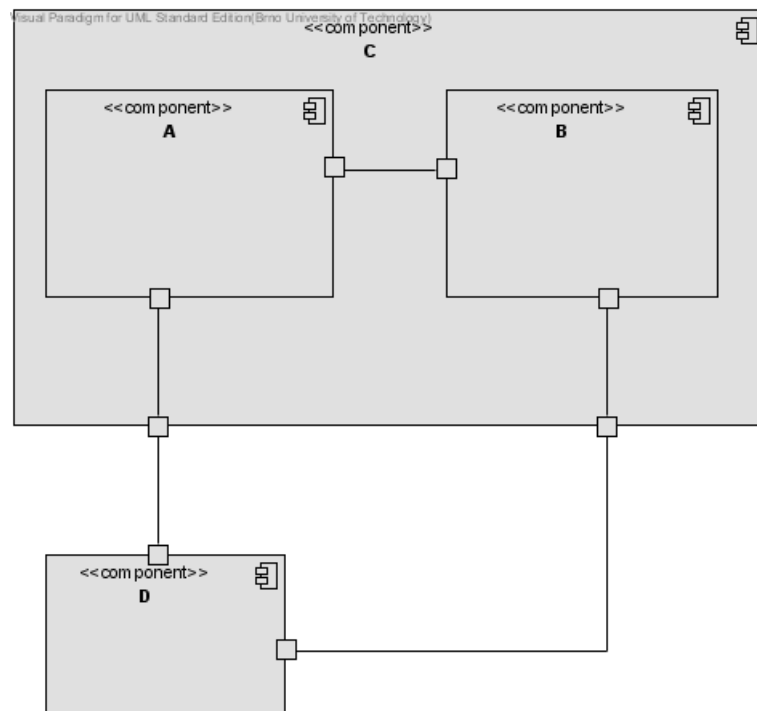 Visual Paradigm for UML Standard Edition(Brno University of Technology)
<<component>>
C
<<component>>
A
<<component>>
B
<<component>>
D